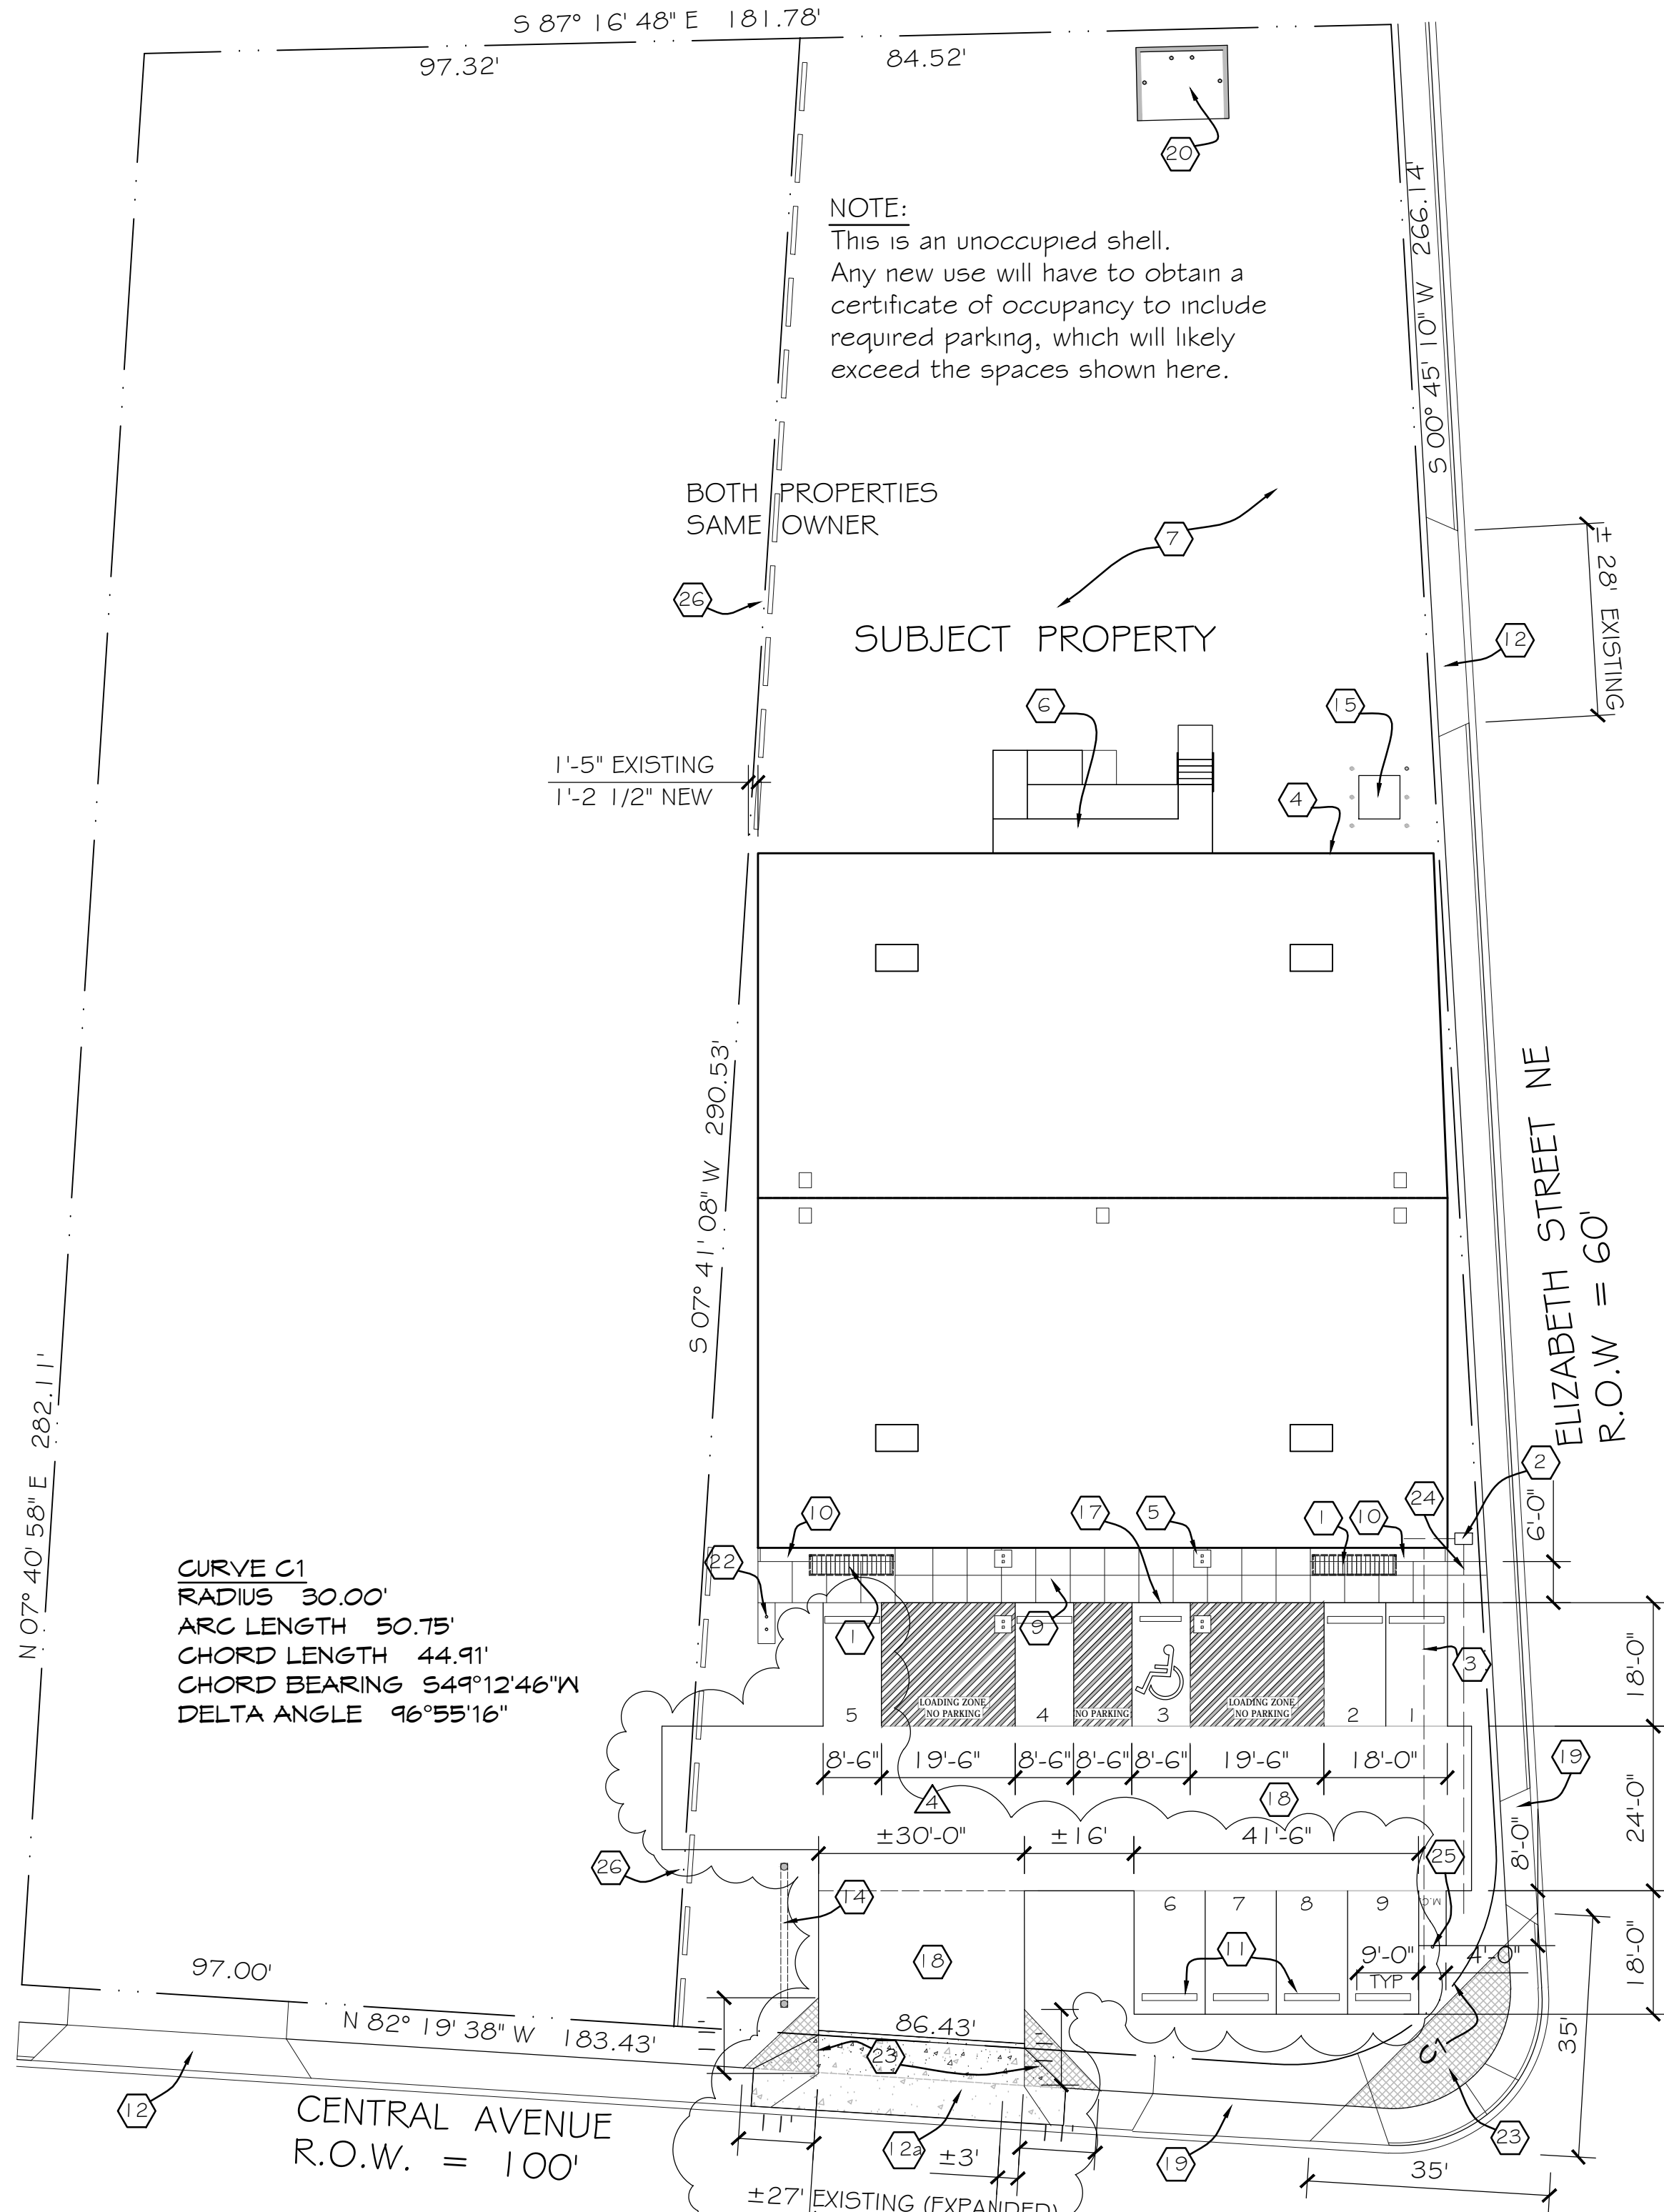 S 87° 16' 48" E 181.78'
97.32'
84.52'
20
NOTE:
This is an unoccupied shell.
Any new use will have to obtain a
certificate of occupancy to include
required parking, which will likely
exceed the spaces shown here.
S 00° 45' 10" W 266.14'
BOTH PROPERTIES
SAME OWNER
7
± 28' EXISTING
26
SUBJECT PROPERTY
12
6
15
1'-5" EXISTING
1'-2 1/2" NEW
4
S 07° 41' 08" W 290.53'
ELIZABETH STREET NE
R.O.W = 60'
N 07° 40' 58" E 282.11'
2
10
17
5
1
10
24
6'-0"
22
CURVE C1
RADIUS 30.00'
ARC LENGTH 50.75'
CHORD LENGTH 44.91'
CHORD BEARING S49°12'46"W
DELTA ANGLE 96°55'16"
1
9
3
18'-0"
5
LOADING ZONE
NO PARKING
4
NO PARKING
3
LOADING ZONE
NO PARKING
2
1
8'-6"
19'-6"
8'-6"
8'-6"
8'-6"
19'-6"
18'-0"
19
4
18
24'-0"
±30'-0"
±16'
41'-6"
8'-0"
25
26
14
6
7
8
9
M.C.
18
11
9'-0"
TYP
4'-0"
18'-0"
97.00'
N 82° 19' 38" W 183.43'
86.43'
23
C1
35'
12
CENTRAL AVENUE
R.O.W. = 100'
11'
11'
12a
±3'
19
23
35'
±27' EXISTING (EXPANDED)